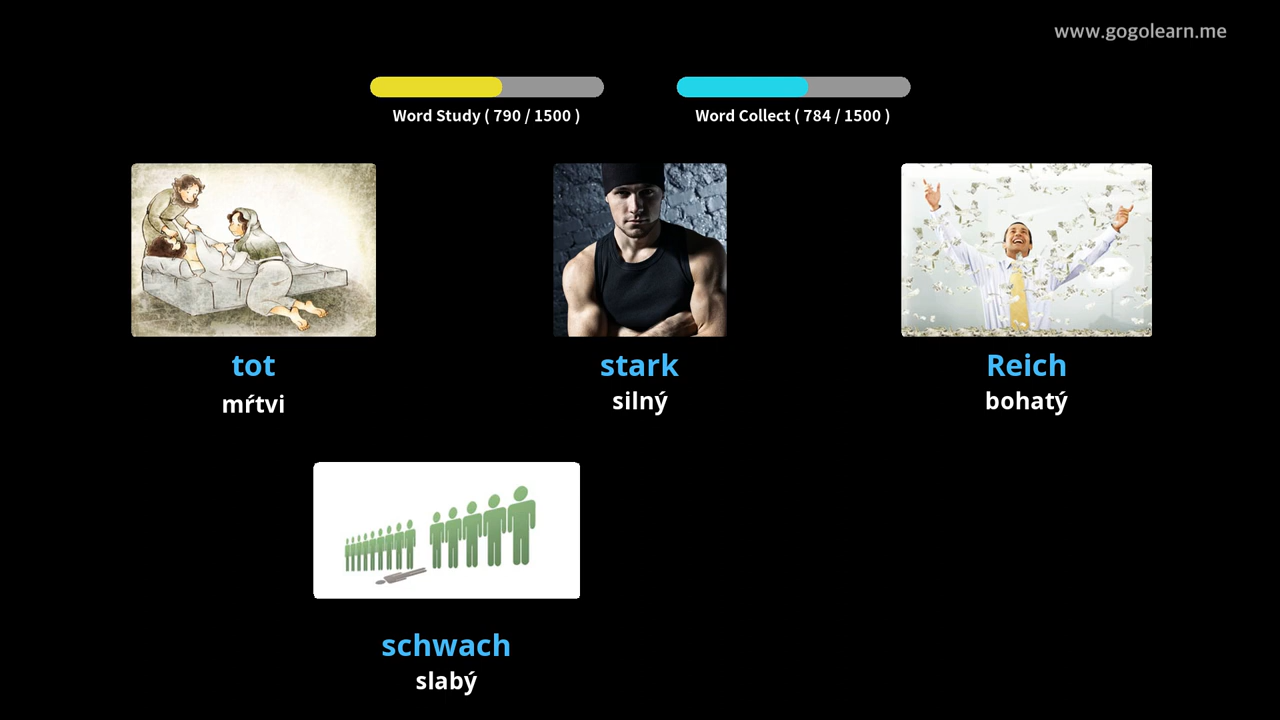 www.gogolearn.me
Word Study ( 790 / 1500 )
Word Collect ( 784 / 1500 )
tot
mŕtvi
stark
silný
Reich
bohatý
schwach
slabý